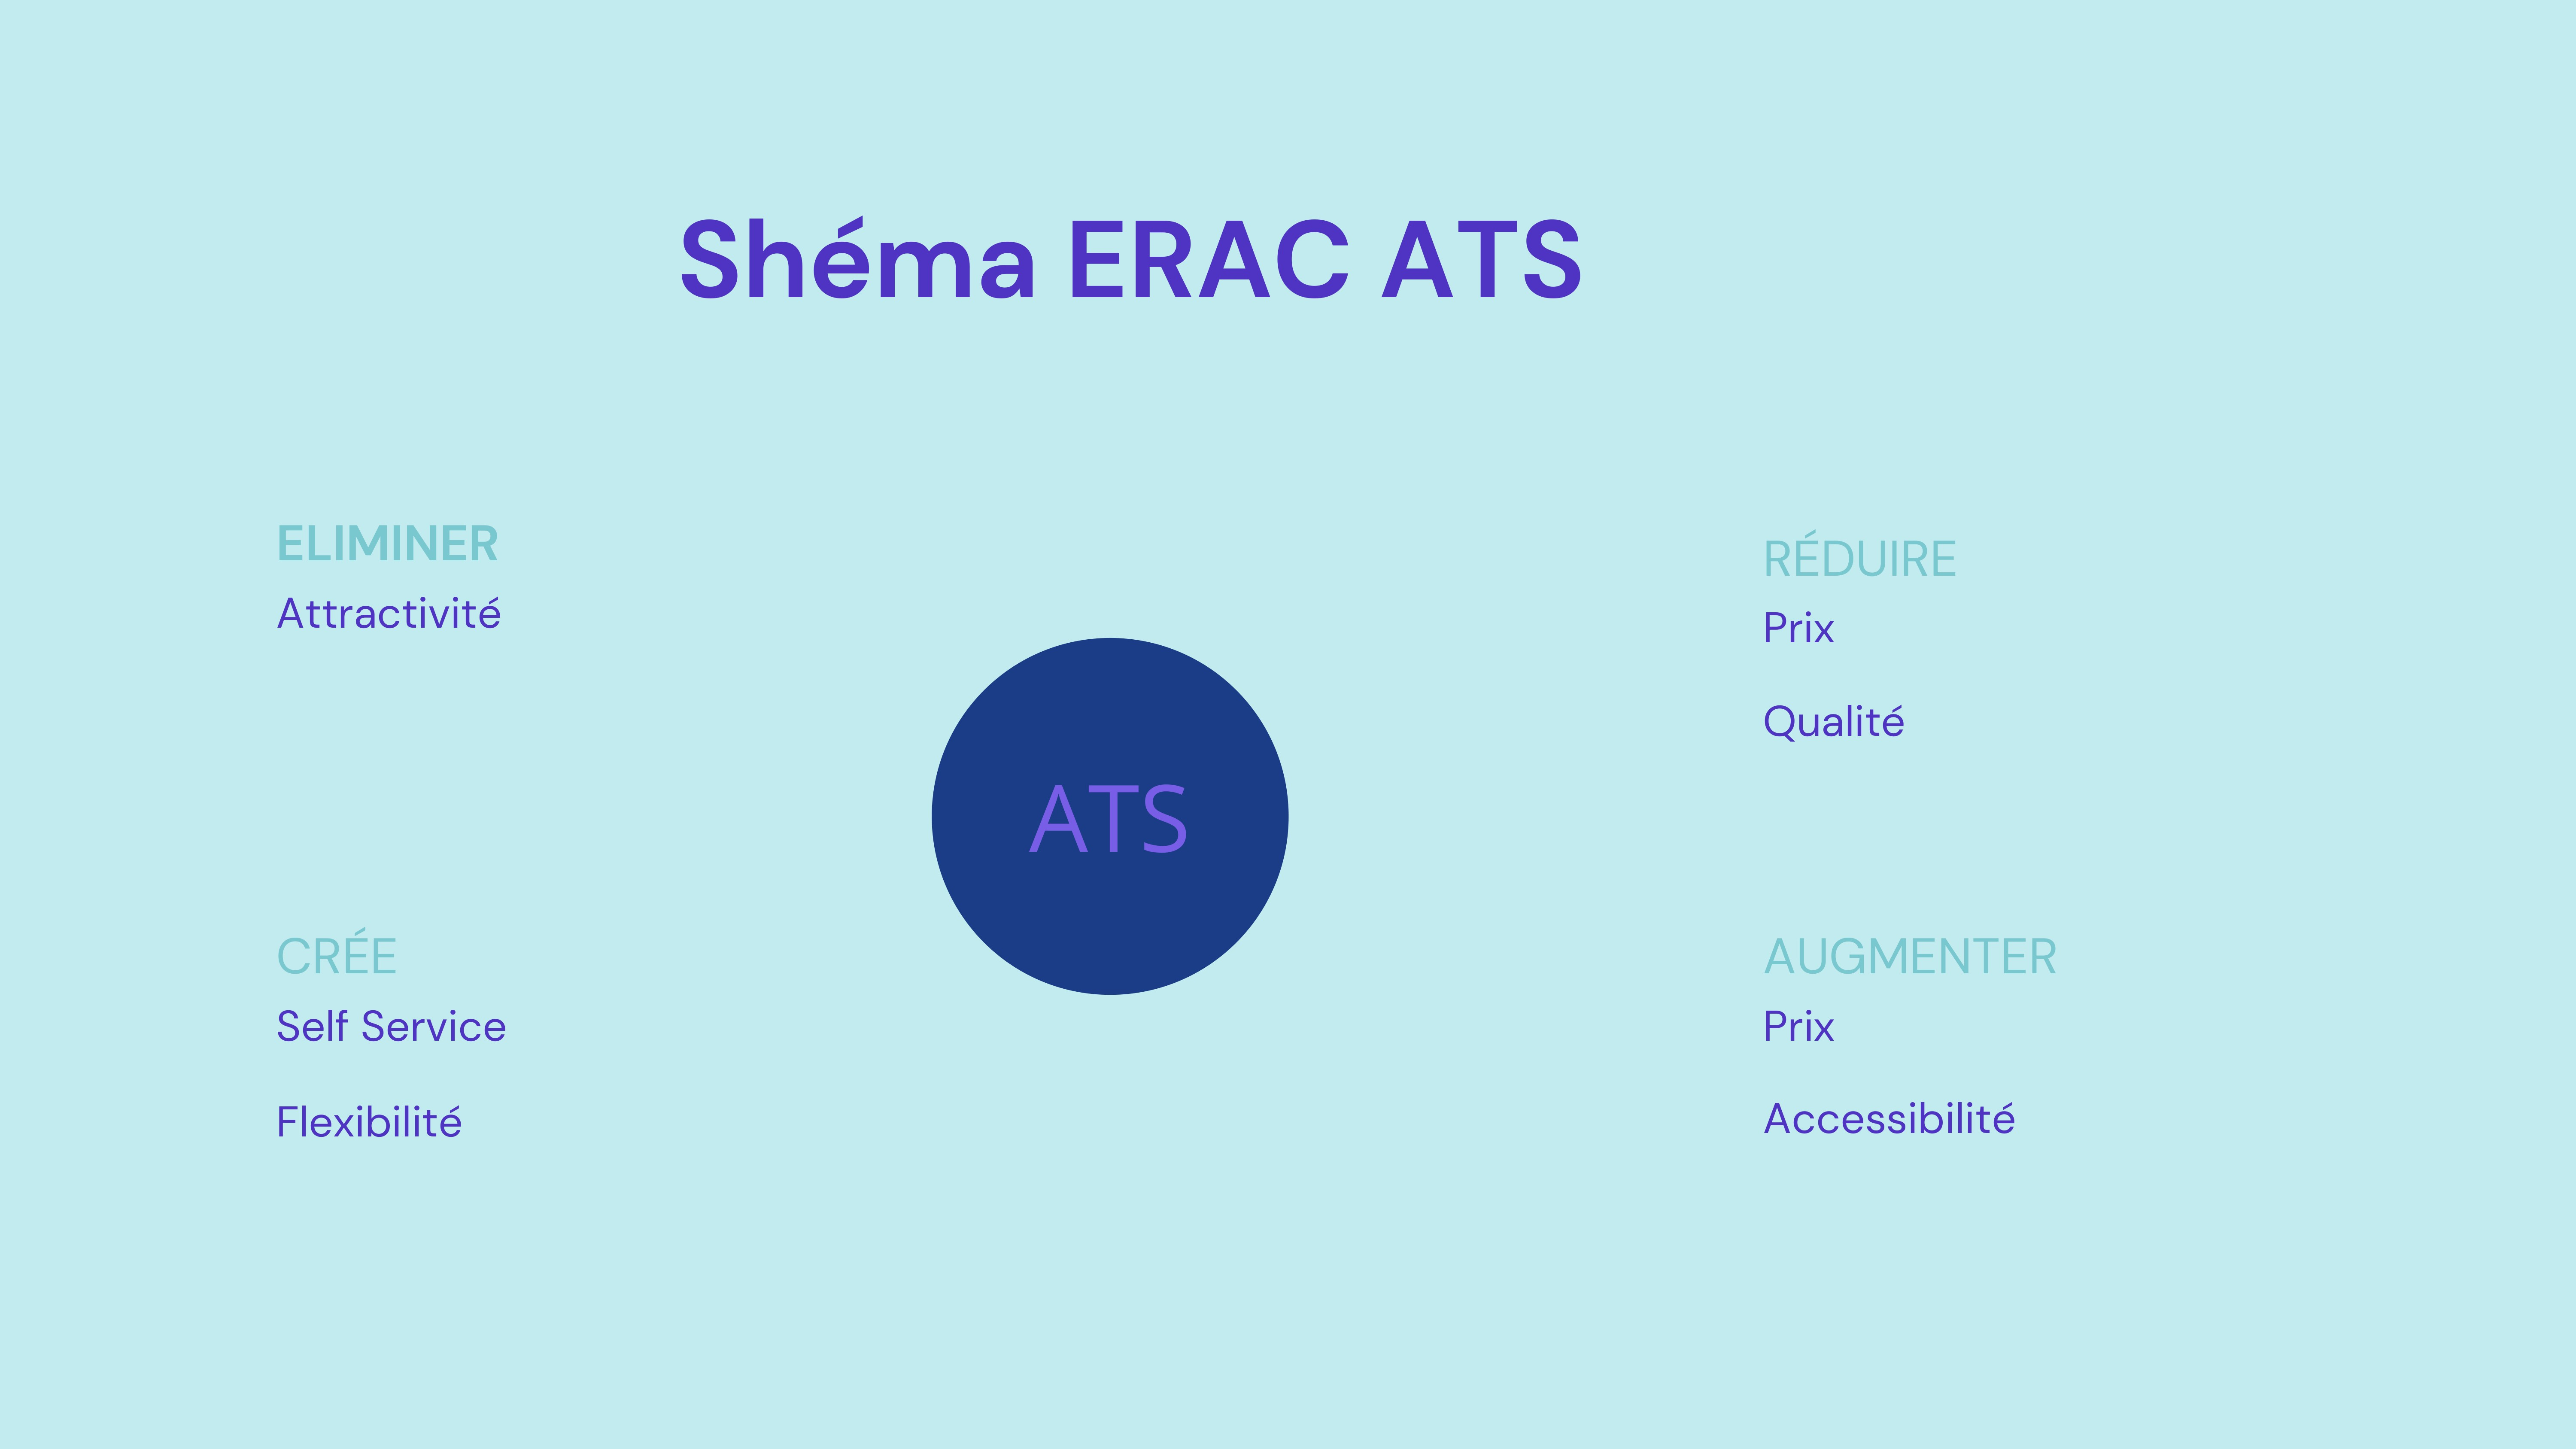 Shéma ERAC ATS
ELIMINER
Attractivité
RÉDUIRE
Prix
Qualité
ATS
CRÉE
Self Service
Flexibilité
AUGMENTER
Prix
Accessibilité